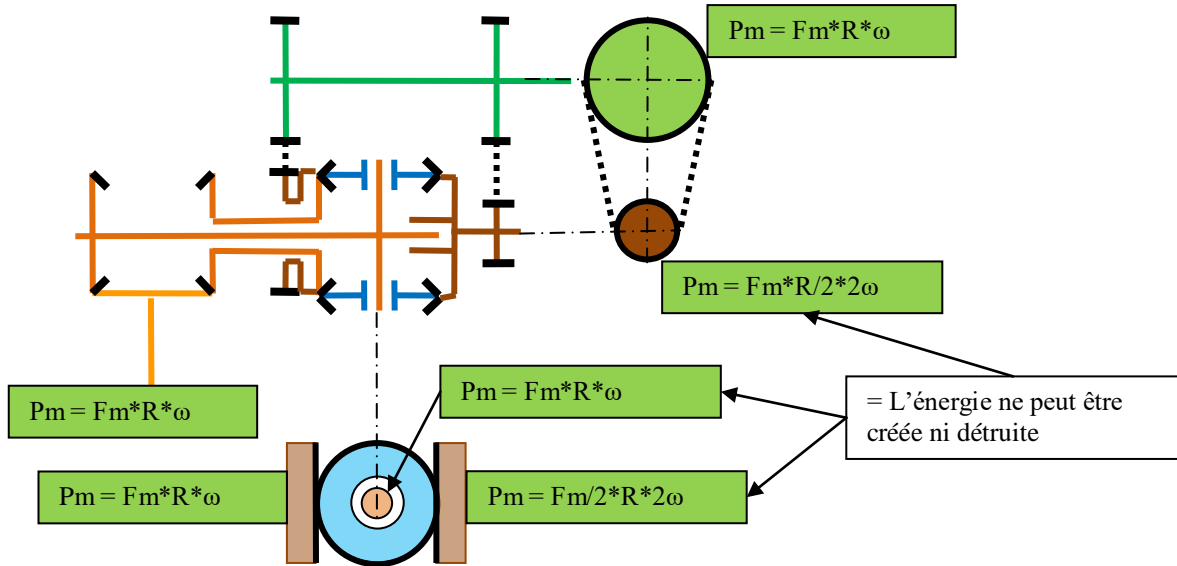 Pm = Fm*R*ω
Pm = Fm*R/2*2ω
Pm = Fm*R*ω
= L’énergie ne peut être
créée ni détruite
Pm = Fm*R*ω
Pm = Fm*R*ω
Pm = Fm/2*R*2ω